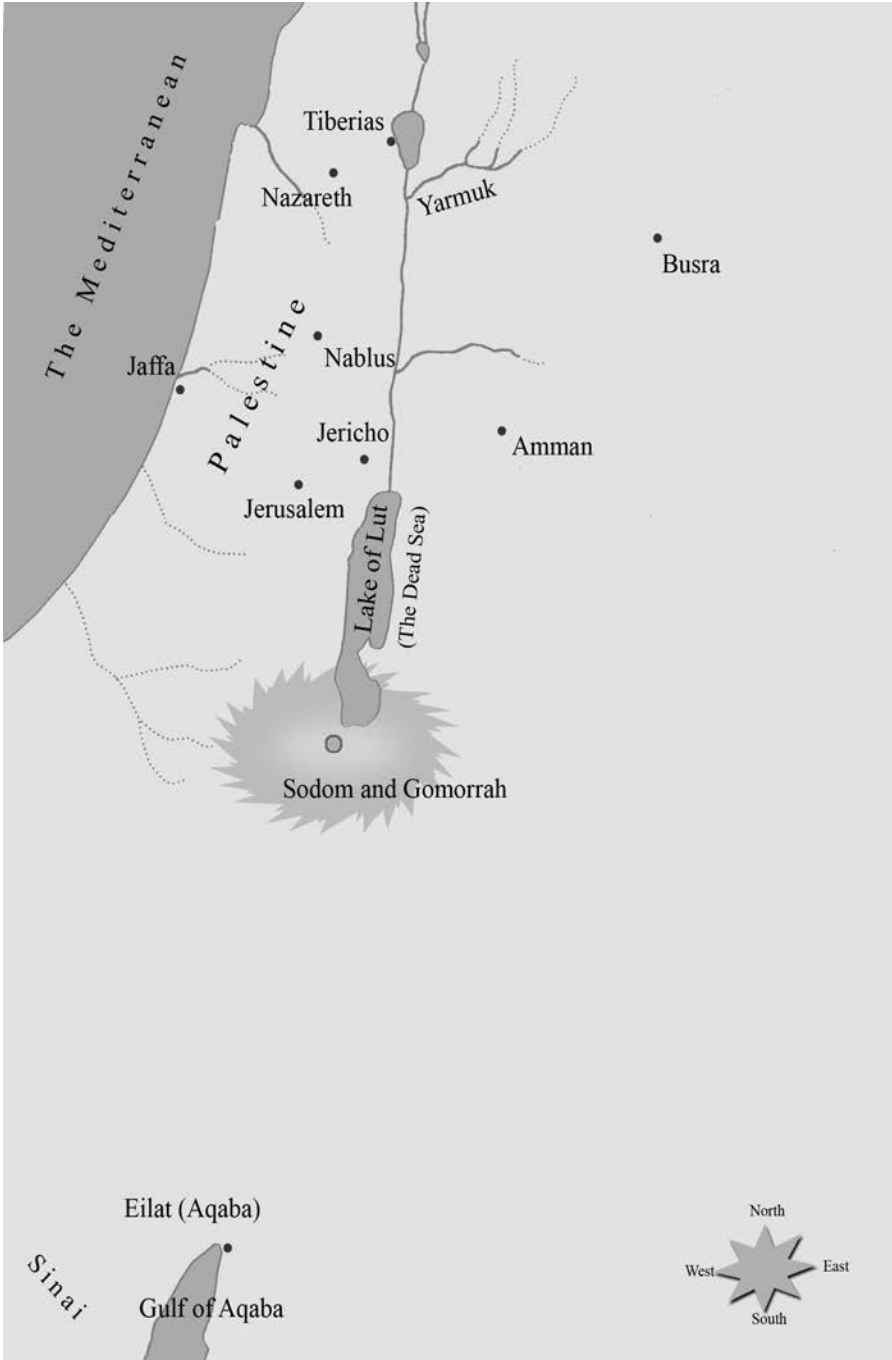 The Mediterranean
Tiberias
Nazareth
Yarmuk
Busra
Palestine
Jaffa
Nablus
Jericho
Amman
Jerusalem
Lake of Lut
(The Dead Sea)
Sodom and Gomorrah
Eilat (Aqaba)
Sinai
Gulf of Aqaba
North
West
East
South